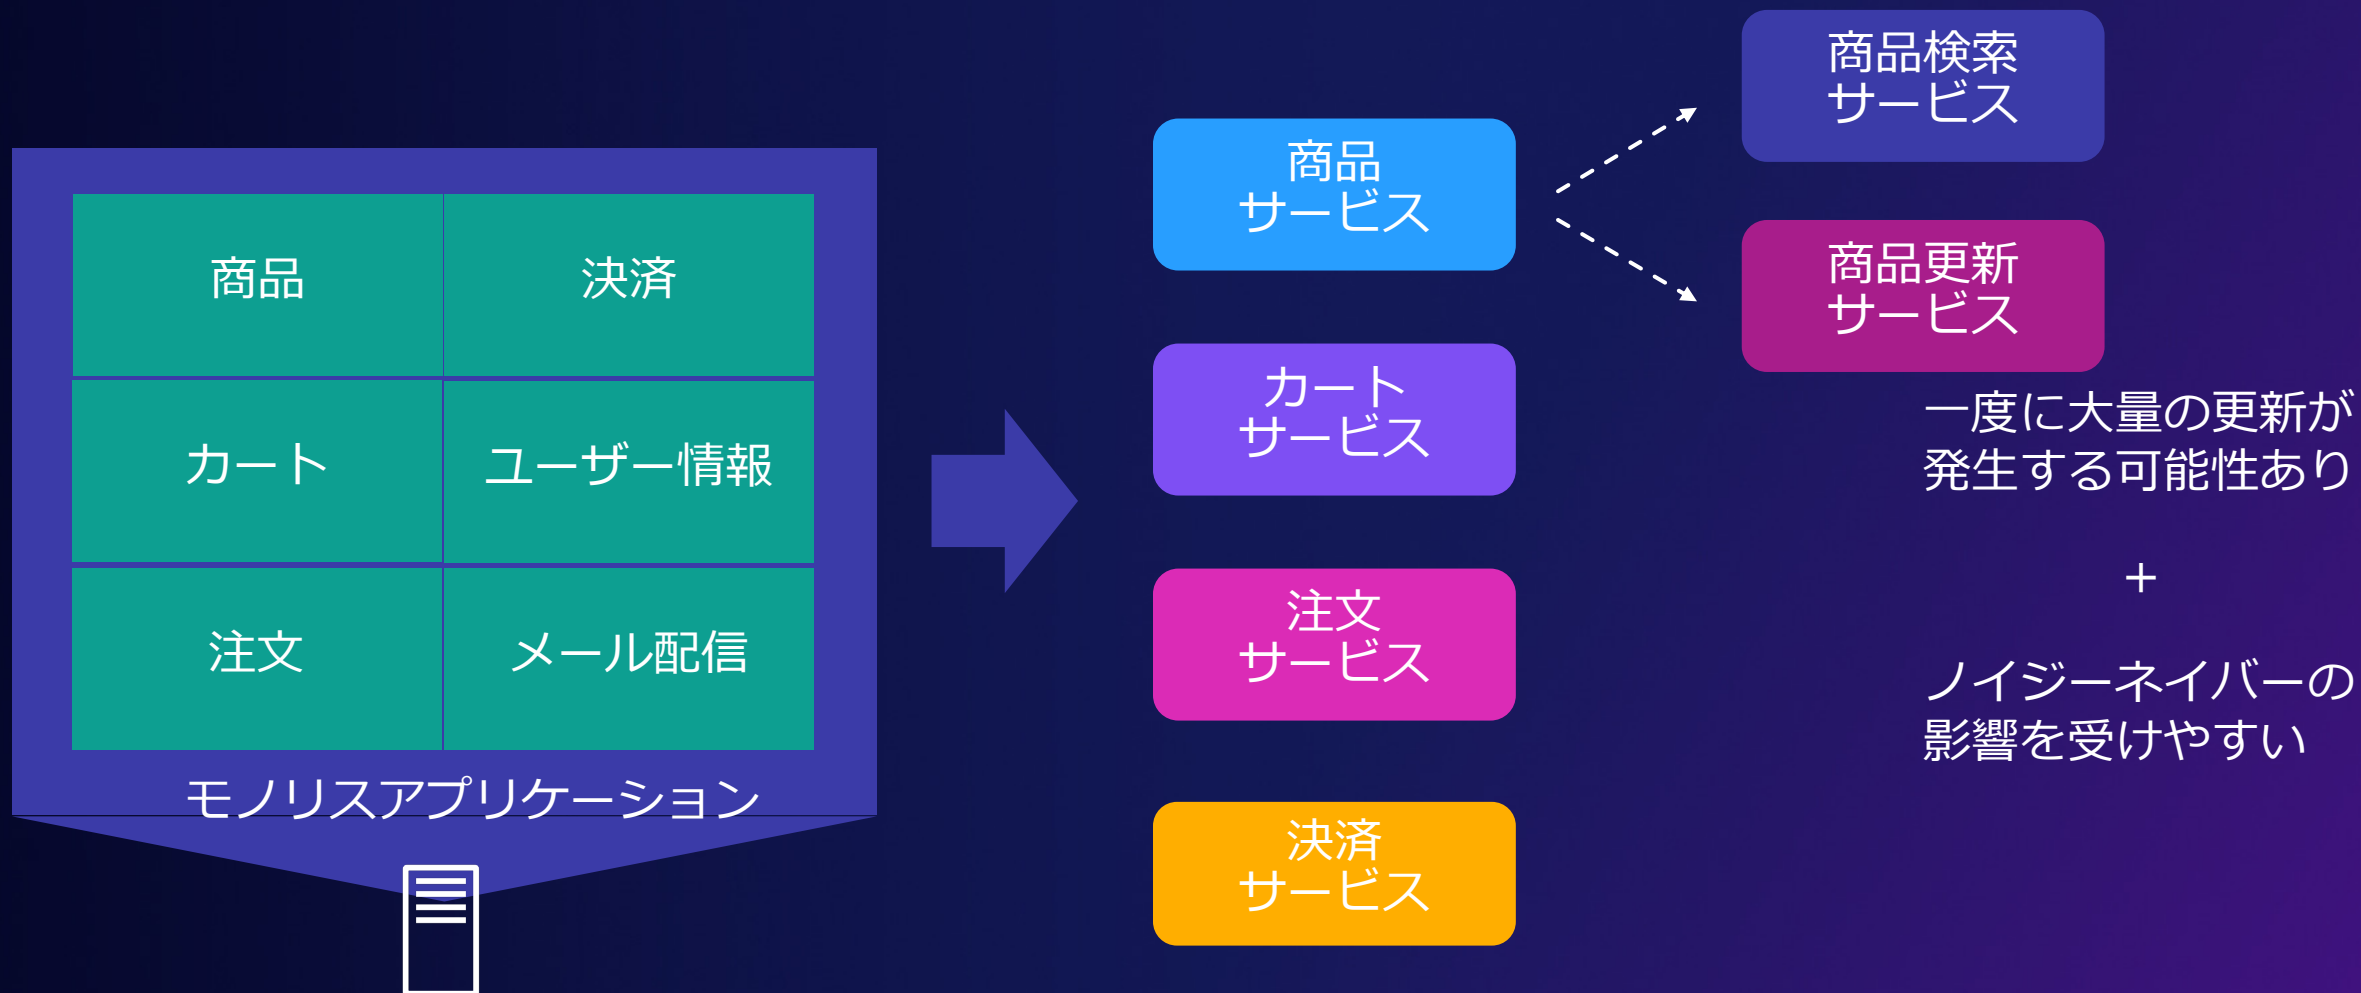 商品
決済
カート
ユーザー情報
注文
メール配信
モノリスアプリケーション
商品
サービス
カート
サービス
注文
サービス
決済
サービス
商品検索
サービス
商品更新
サービス
一度に大量の更新が
発生する可能性あり
+
ノイジーネイバーの
影響を受けやすい